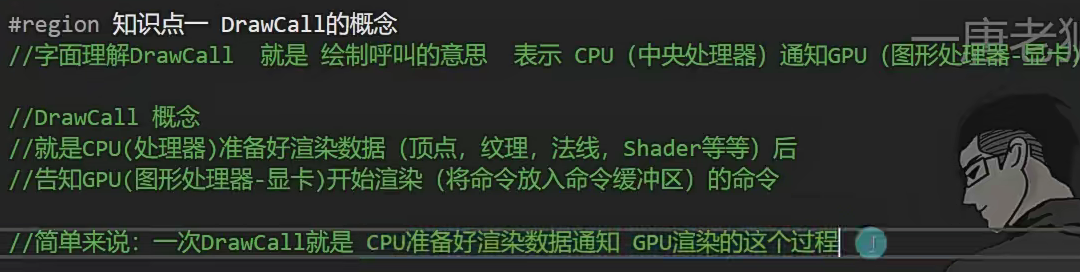 #region 知识点一 DrawCall的概念
//字面理解DrawCall 就是 绘制呼叫的意思 表示 CPU（中央处理器）通知GPU（图形处理器-显卡）
//DrawCall 概念
//就是CPU(处理器)准备好渲染数据（顶点，纹理，法线，Shader等等）后
//告知GPU(图形处理器-显卡)开始渲染（将命令放入命令缓冲区）的命令
//简单来说：一次DrawCall就是 CPU准备好渲染数据通知 GPU渲染的这个过程
唐老